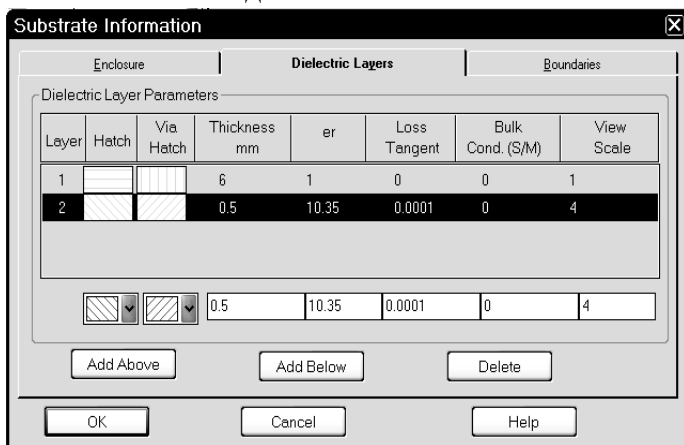 Substrate Information
Enclosure Dielectric Layers Boundaries
Dielectric Layer Parameters
Layer Hatch Via Hatch Thickness mm er Loss Tangent Bulk Cond. (S/M) View Scale
1 6 1 0 0 1
2 0.5 10.35 0.0001 0 4
0.5 10.35 0.0001 0 4
Add Above Add Below Delete
OK Cancel Help